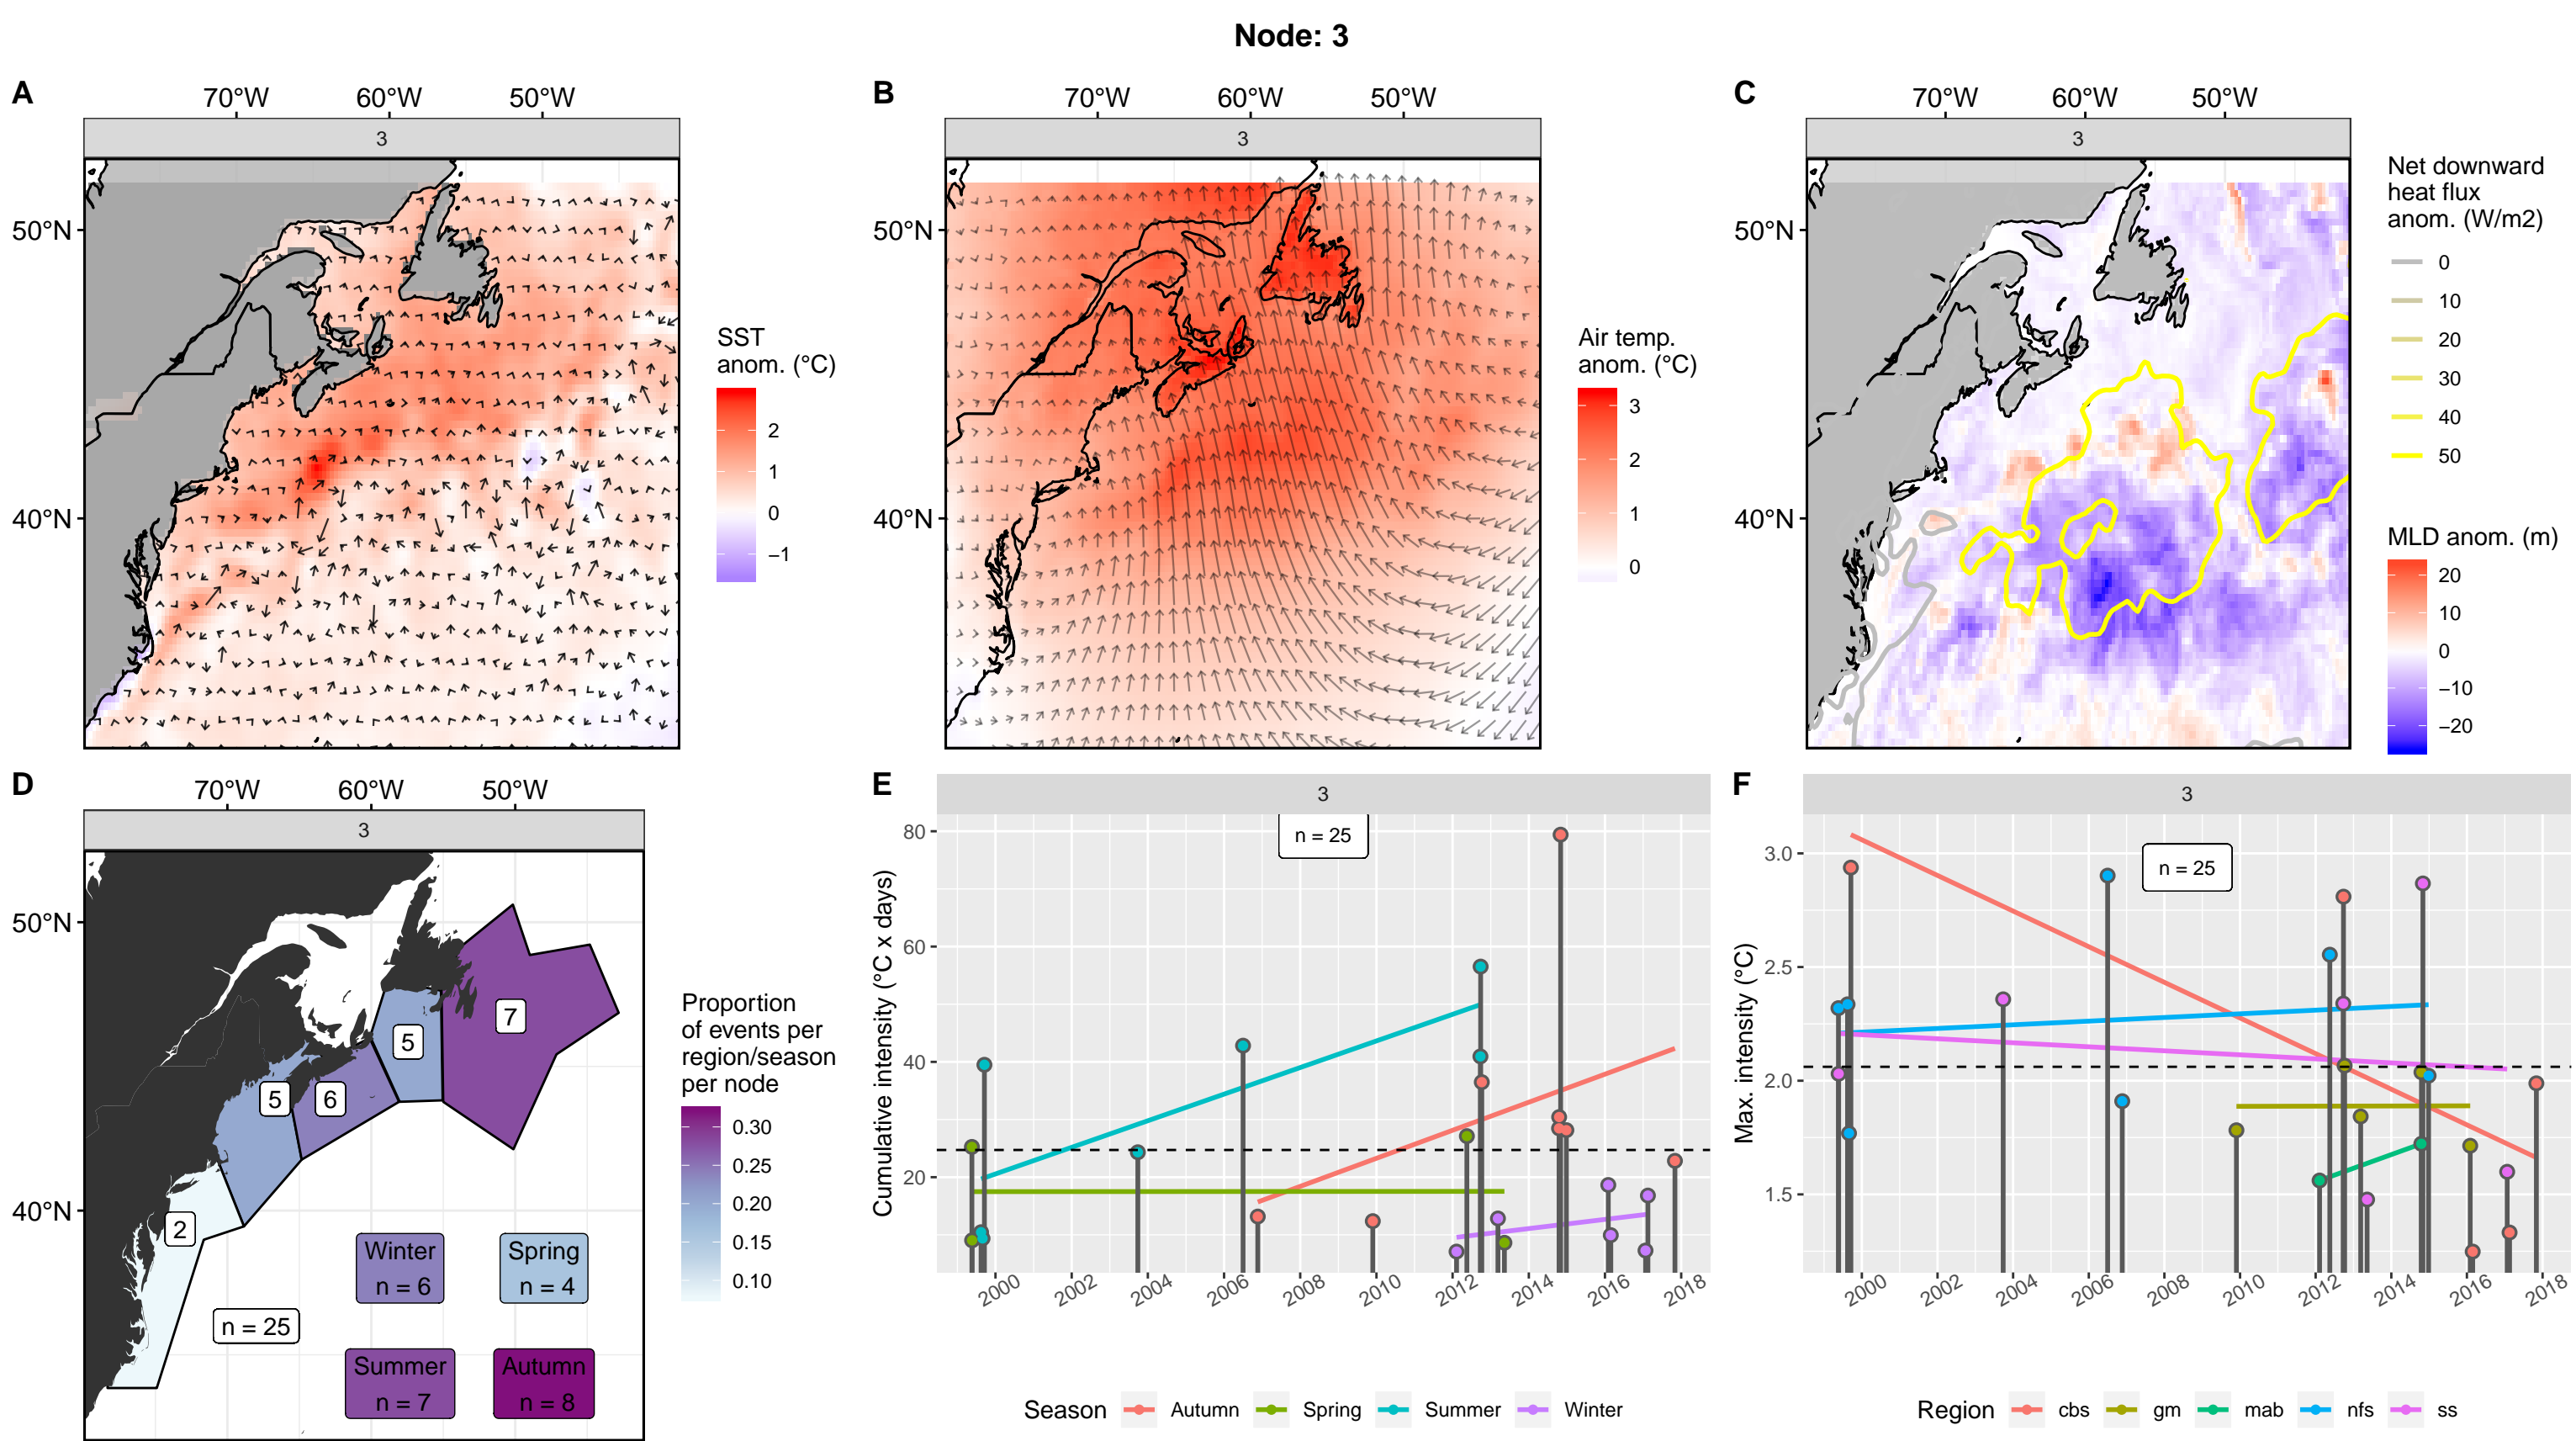 Node: 3
A
70°W 60°W 50°W
3
50°N
40°N
SST
anom. (°C)
2
1
0
−1
B
70°W 60°W 50°W
3
50°N
40°N
Air temp.
anom. (°C)
3
2
1
0
C
70°W 60°W 50°W
3
50°N
40°N
Net downward
heat flux
anom. (W/m2)
0
10
20
30
40
50
MLD anom. (m)
20
10
0
−10
−20
D
70°W 60°W 50°W
3
50°N
40°N
7
5
5
6
2
n = 25
Winter
n = 6
Spring
n = 4
Summer
n = 7
Autumn
n = 8
Proportion
of events per
region/season
per node
0.30
0.25
0.20
0.15
0.10
E
3
n = 25
Cumulative intensity (°C x days)
80
60
40
20
2000 2002 2004 2006 2008 2010 2012 2014 2016 2018
Season Autumn Spring Summer Winter
F
3
n = 25
Max. intensity (°C)
3.0
2.5
2.0
1.5
2000 2002 2004 2006 2008 2010 2012 2014 2016 2018
Region cbs gm mab nfs ss